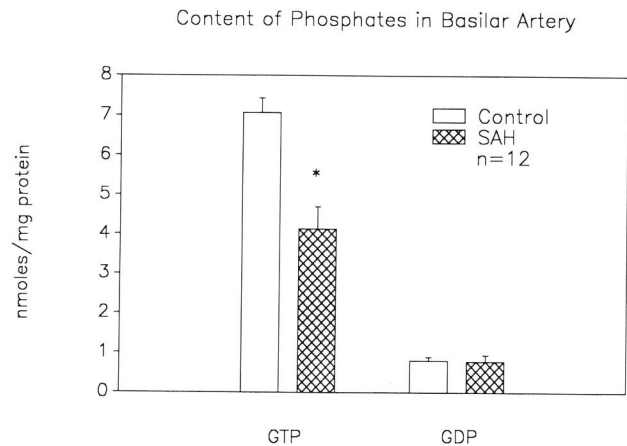 Content of Phosphates in Basilar Artery
nmoles/mg protein
8
7
6
5
4
3
2
1
0
Control
SAH
n=12
*
GTP
GDP